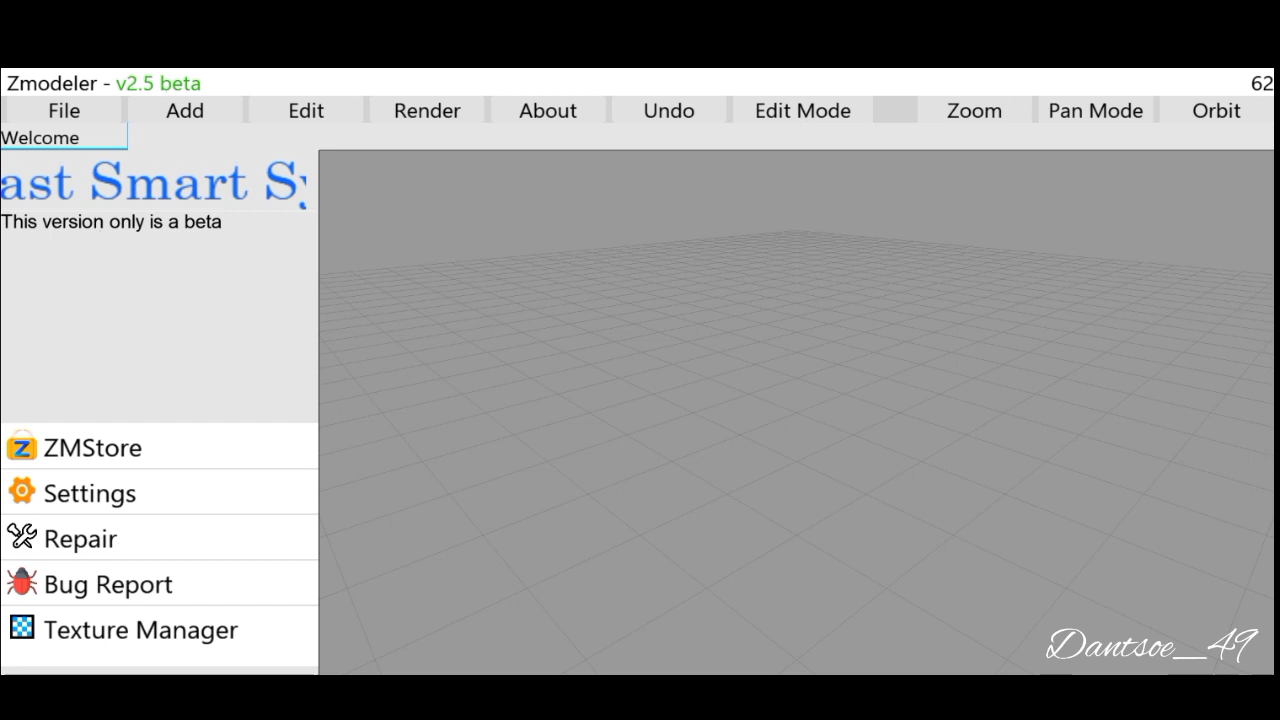 Zmodeler - v2.5 beta 62
File Add Edit Render About Undo Edit Mode Zoom Pan Mode Orbit
Welcome
ast Smart Sy
This version only is a beta
ZMStore
Settings
Repair
Bug Report
Texture Manager
Dantsoe_49